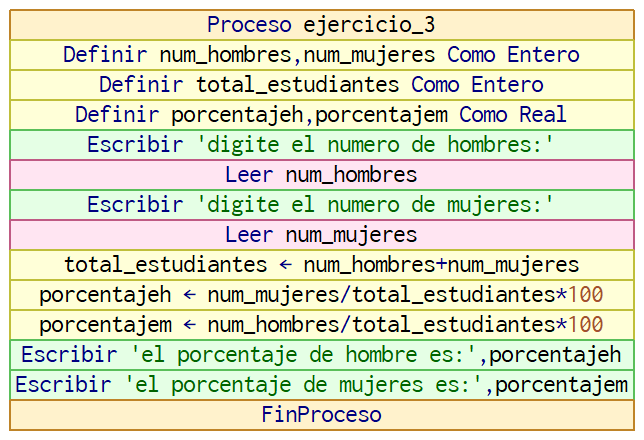 Proceso ejercicio_3
Definir num_hombres,num_mujeres Como Entero
Definir total_estudiantes Como Entero
Definir porcentajeh,porcentajem Como Real
Escribir 'digite el numero de hombres:'
Leer num_hombres
Escribir 'digite el numero de mujeres:'
Leer num_mujeres
total_estudiantes ← num_hombres+num_mujeres
porcentajeh ← num_mujeres/total_estudiantes*100
porcentajem ← num_hombres/total_estudiantes*100
Escribir 'el porcentaje de hombre es:',porcentajeh
Escribir 'el porcentaje de mujeres es:',porcentajem
FinProceso